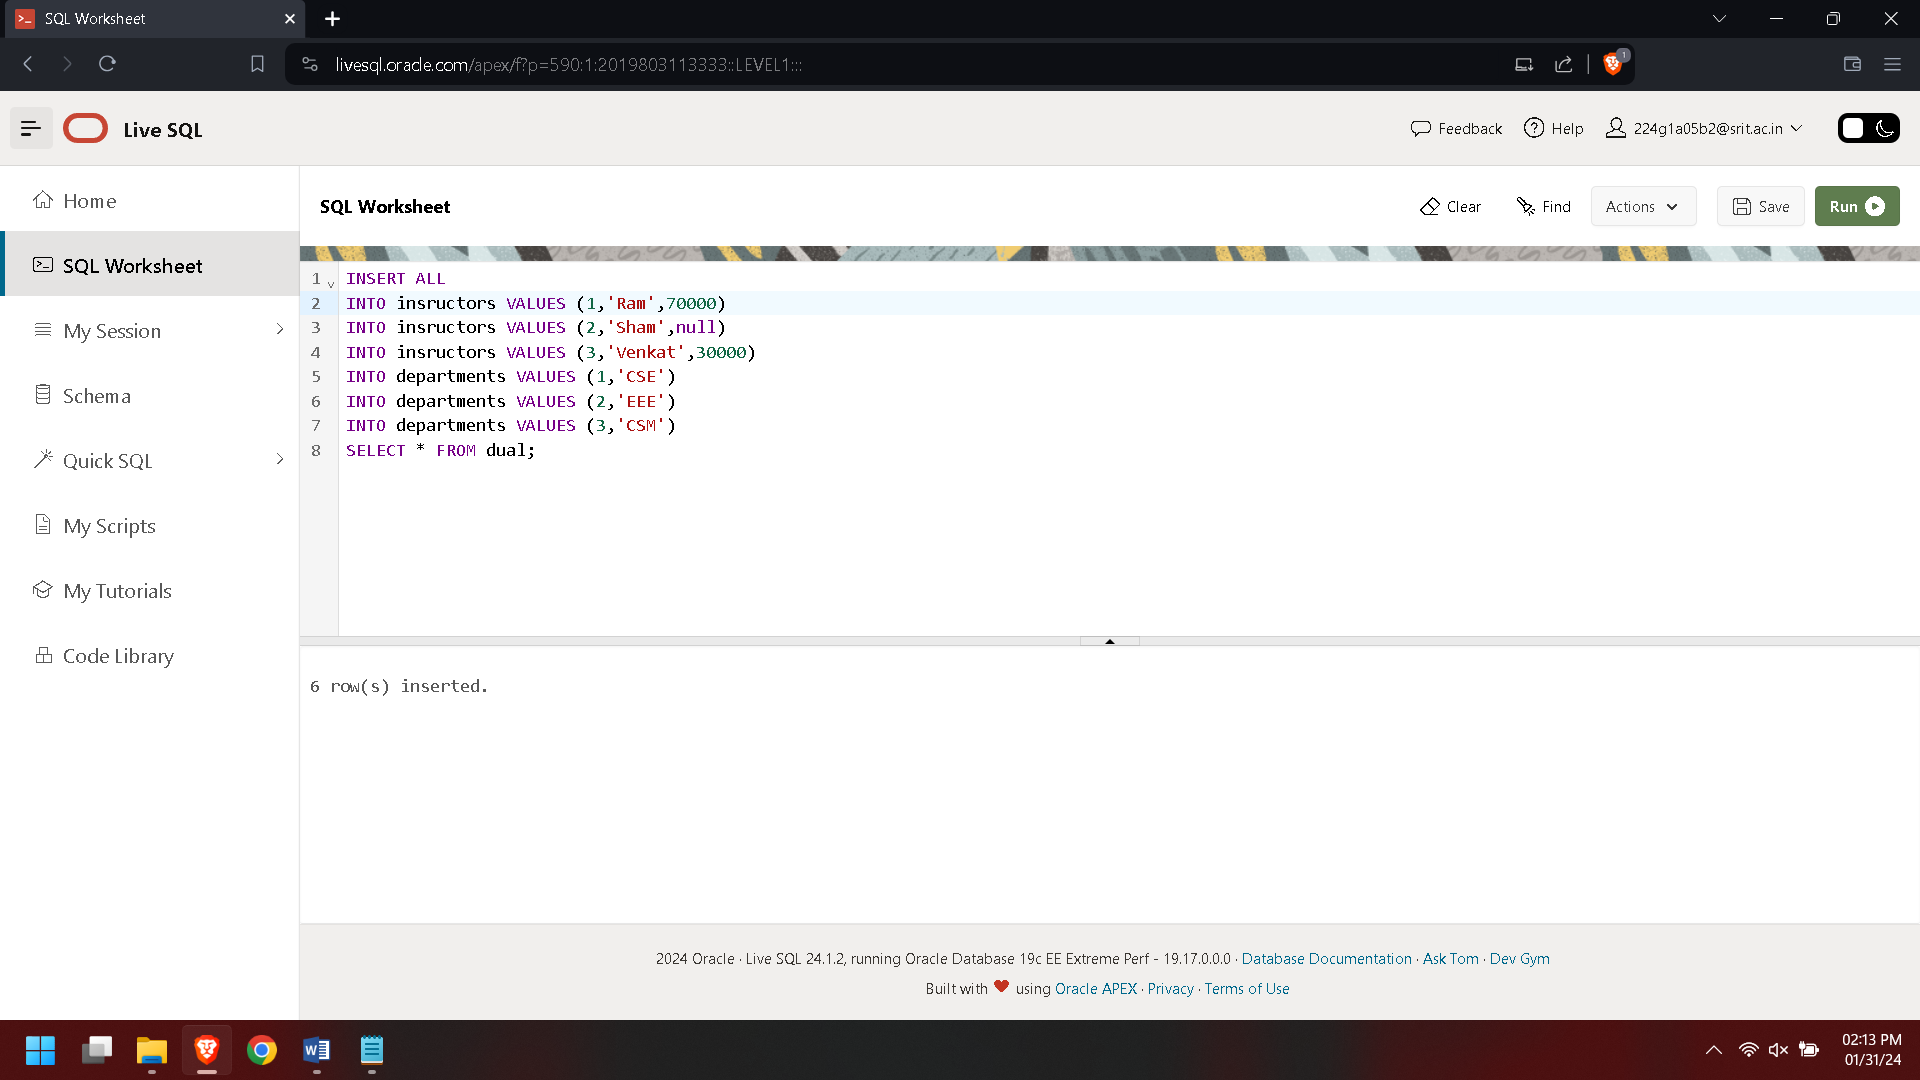 SQL Worksheet
livesql.oracle.com/apex/f?p=590:1:2019803113333::LEVEL1:::
1
Live SQL
Feedback
Help
224g1a05b2@srit.ac.in
Home
SQL Worksheet
My Session
Schema
Quick SQL
My Scripts
My Tutorials
Code Library
SQL Worksheet
Clear
Find
Actions
Save
Run
1 INSERT ALL
2 INTO insructors VALUES (1,'Ram',70000)
3 INTO insructors VALUES (2,'Sham',null)
4 INTO insructors VALUES (3,'Venkat',30000)
5 INTO departments VALUES (1,'CSE')
6 INTO departments VALUES (2,'EEE')
7 INTO departments VALUES (3,'CSM')
8 SELECT * FROM dual;
6 row(s) inserted.
2024 Oracle · Live SQL 24.1.2, running Oracle Database 19c EE Extreme Perf - 19.17.0.0.0 · Database Documentation · Ask Tom · Dev Gym
Built with ❤ using Oracle APEX · Privacy · Terms of Use
02:13 PM
01/31/24